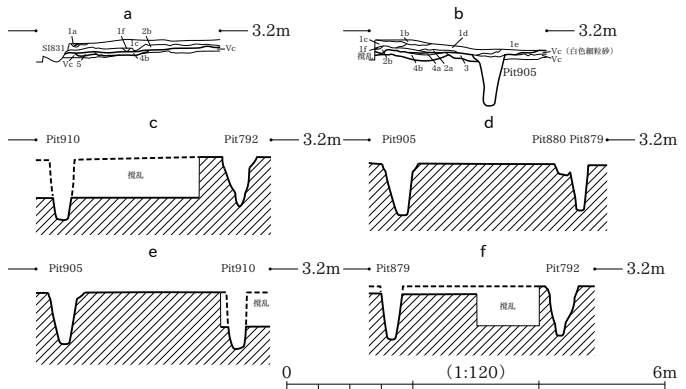 a
3.2m
1a
1f
2b
1c
SI831
Vc
Vc
5
4b
b
3.2m
1c
1b
1d
1f
1e
Vc（白色細粒砂）
Vc
撹乱
2b
4b
4a
2a
3
Pit905
c
Pit910
Pit792
3.2m
撹乱
d
Pit905
Pit880 Pit879
3.2m
e
Pit905
Pit910
3.2m
撹乱
f
Pit879
Pit792
3.2m
撹乱
0
（1:120）
6m